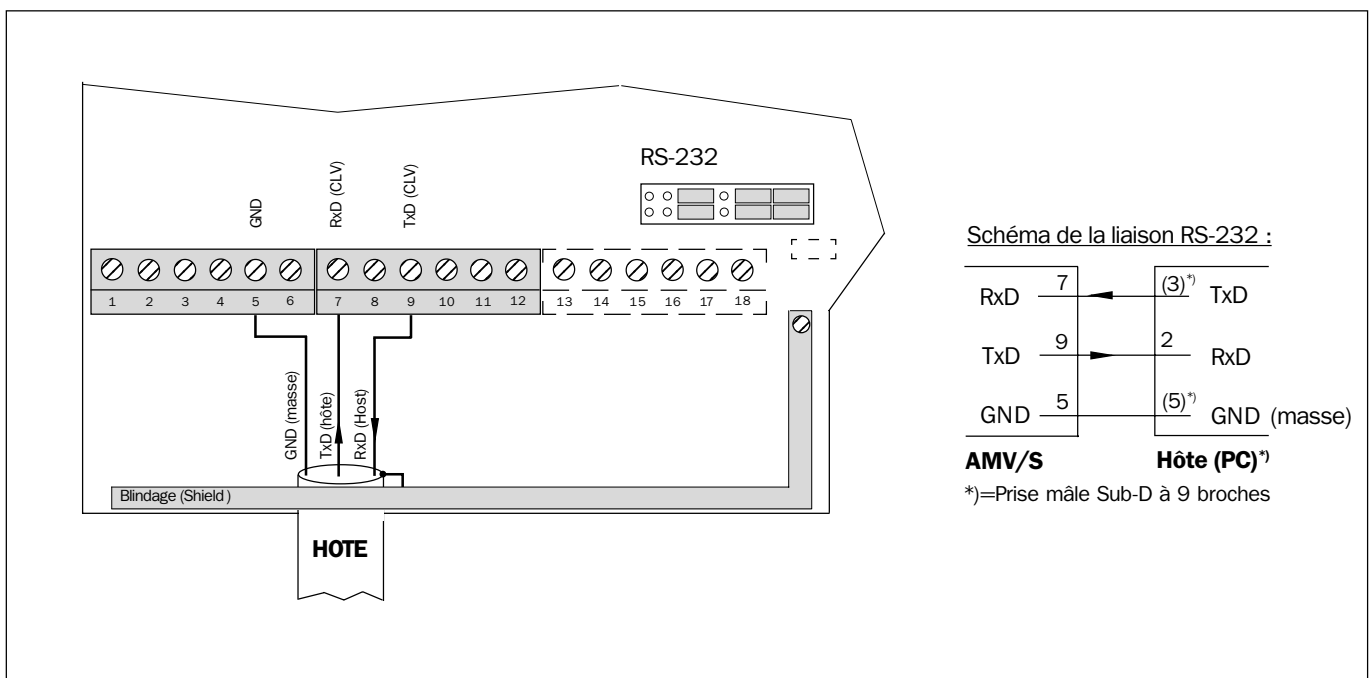 RS-232
GND
RxD (CLV)
TxD (CLV)
1 2 3 4 5 6 7 8 9 10 11 12 13 14 15 16 17 18
GND (masse)
TxD (hôte)
RxD (Host)
Blindage (Shield )
HOTE
Schéma de la liaison RS-232 :
RxD 7 (3)*) TxD
TxD 9 2 RxD
GND 5 (5)*) GND (masse)
AMV/S Hôte (PC)*)
*)=Prise mâle Sub-D à 9 broches